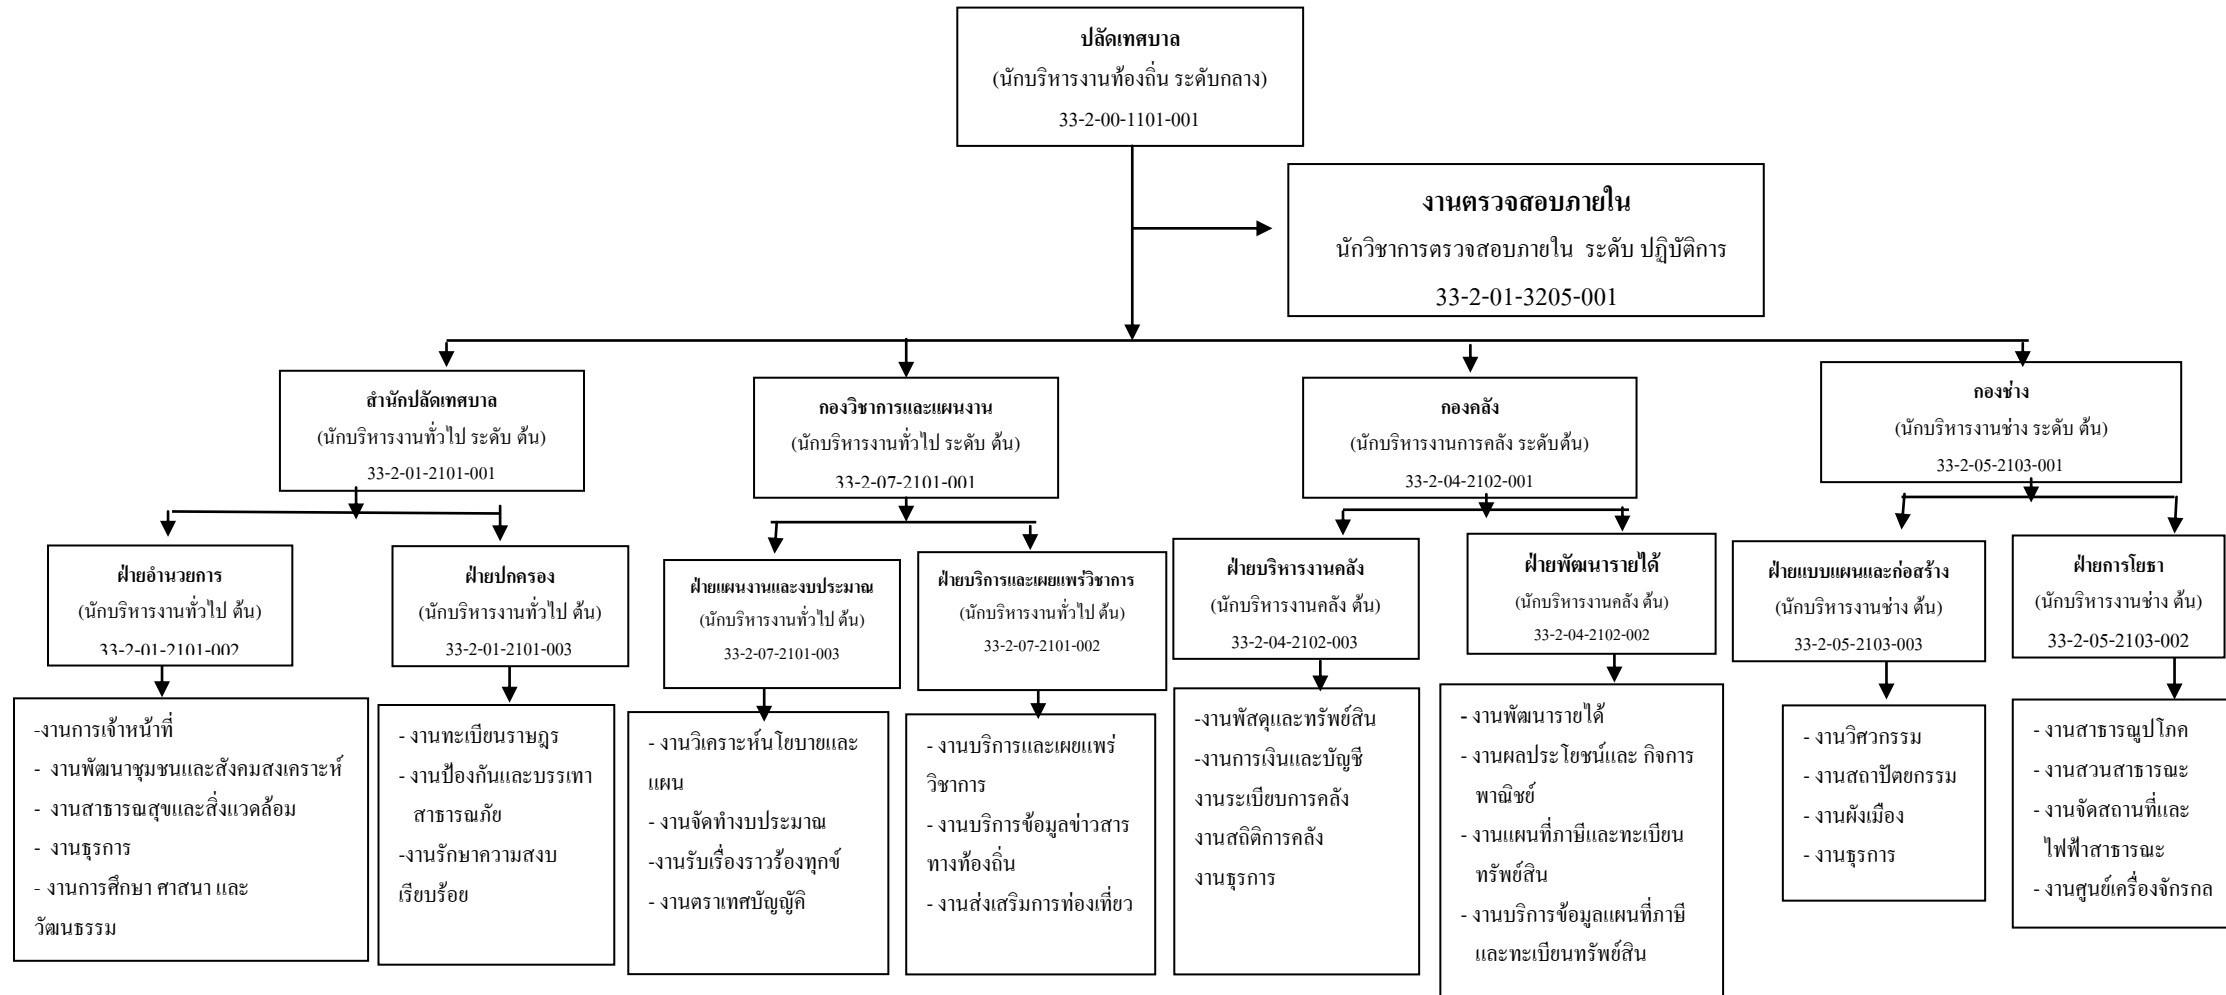 ปลัดเทศบาล
(นักบริหารงานท้องถิ่น ระดับกลาง)
33-2-00-1101-001
งานตรวจสอบภายใน
นักวิชาการตรวจสอบภายใน ระดับ ปฏิบัติการ
33-2-01-3205-001
สำนักปลัดเทศบาล
(นักบริหารงานทั่วไป ระดับ ต้น)
33-2-01-2101-001
กองวิชาการและแผนงาน
(นักบริหารงานทั่วไป ระดับ ต้น)
33-2-07-2101-001
กองคลัง
(นักบริหารงานการคลัง ระดับต้น)
33-2-04-2102-001
กองช่าง
(นักบริหารงานช่าง ระดับ ต้น)
33-2-05-2103-001
ฝ่ายอำนวยการ
(นักบริหารงานทั่วไป ต้น)
33-2-01-2101-002
ฝ่ายปกครอง
(นักบริหารงานทั่วไป ต้น)
33-2-01-2101-003
ฝ่ายแผนงานและงบประมาณ
(นักบริหารงานทั่วไป ต้น)
33-2-07-2101-003
ฝ่ายบริการและเผยแพร่วิชาการ
(นักบริหารงานทั่วไป ต้น)
33-2-07-2101-002
ฝ่ายบริหารงานคลัง
(นักบริหารงานคลัง ต้น)
33-2-04-2102-003
ฝ่ายพัฒนารายได้
(นักบริหารงานคลัง ต้น)
33-2-04-2102-002
ฝ่ายแบบแผนและก่อสร้าง
(นักบริหารงานช่าง ต้น)
33-2-05-2103-003
ฝ่ายการโยธา
(นักบริหารงานช่าง ต้น)
33-2-05-2103-002
-งานการเจ้าหน้าที่
- งานพัฒนาชุมชนและสังคมสงเคราะห์
- งานสาธารณสุขและสิ่งแวดล้อม
- งานธุรการ
- งานการศึกษา ศาสนา และ
วัฒนธรรม
- งานทะเบียนราษฎร
- งานป้องกันและบรรเทา
สาธารณภัย
-งานรักษาความสงบ
เรียบร้อย
- งานวิเคราะห์นโยบายและ
แผน
- งานจัดทำงบประมาณ
-งานรับเรื่องราวร้องทุกข์
- งานตราเทศบัญญัคิ
- งานบริการและเผยแพร่
วิชาการ
- งานบริการข้อมูลข่าวสาร
ทางท้องถิ่น
- งานส่งเสริมการท่องเที่ยว
-งานพัสดุและทรัพย์สิน
-งานการเงินและบัญชี
งานระเบียบการคลัง
งานสถิติการคลัง
งานธุรการ
- งานพัฒนารายได้
- งานผลประโยชน์และ กิจการ
พาณิชย์
- งานแผนที่ภาษีและทะเบียน
ทรัพย์สิน
- งานบริการข้อมูลแผนที่ภาษี
และทะเบียนทรัพย์สิน
- งานวิศวกรรม
- งานสถาปัตยกรรม
- งานผังเมือง
- งานธุรการ
- งานสาธารณูปโภค
- งานสวนสาธารณะ
- งานจัดสถานที่และ
ไฟฟ้าสาธารณะ
- งานศูนย์เครื่องจักรกล